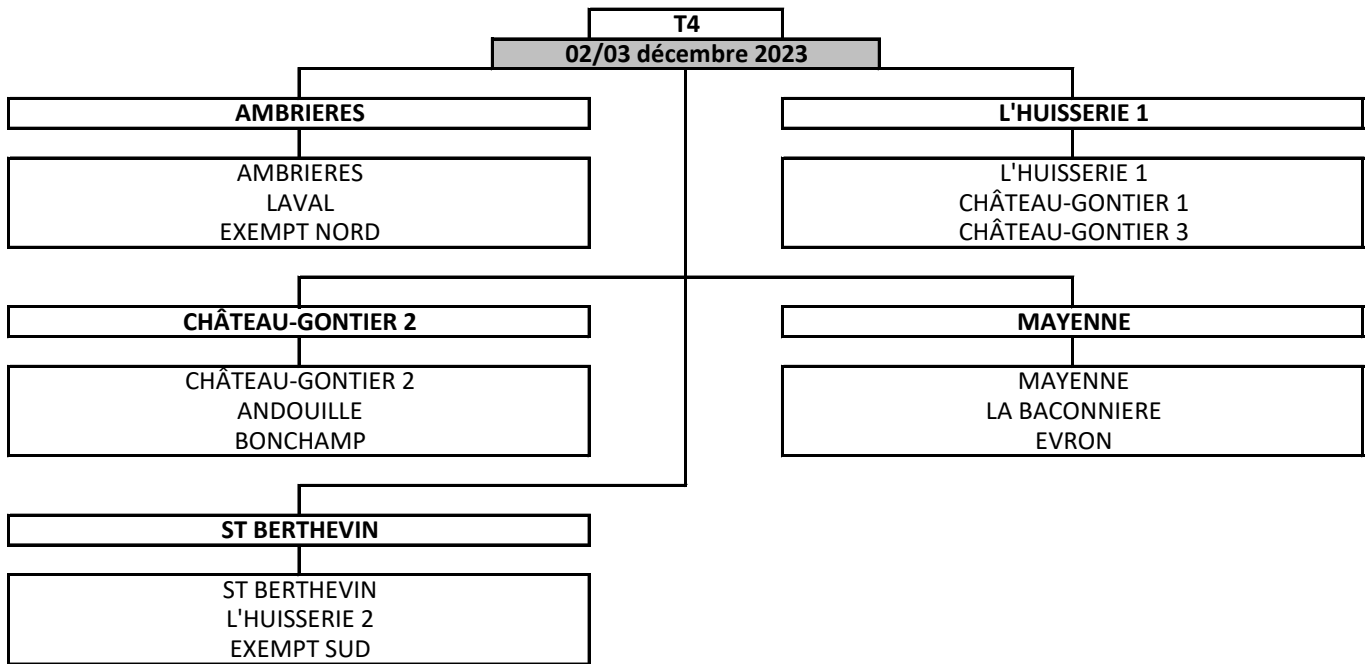 T4
02/03 décembre 2023
AMBRIERES
L'HUISSERIE 1
AMBRIERES
LAVAL
EXEMPT NORD
L'HUISSERIE 1
CHÂTEAU-GONTIER 1
CHÂTEAU-GONTIER 3
CHÂTEAU-GONTIER 2
MAYENNE
CHÂTEAU-GONTIER 2
ANDOUILLE
BONCHAMP
MAYENNE
LA BACONNIERE
EVRON
ST BERTHEVIN
ST BERTHEVIN
L'HUISSERIE 2
EXEMPT SUD